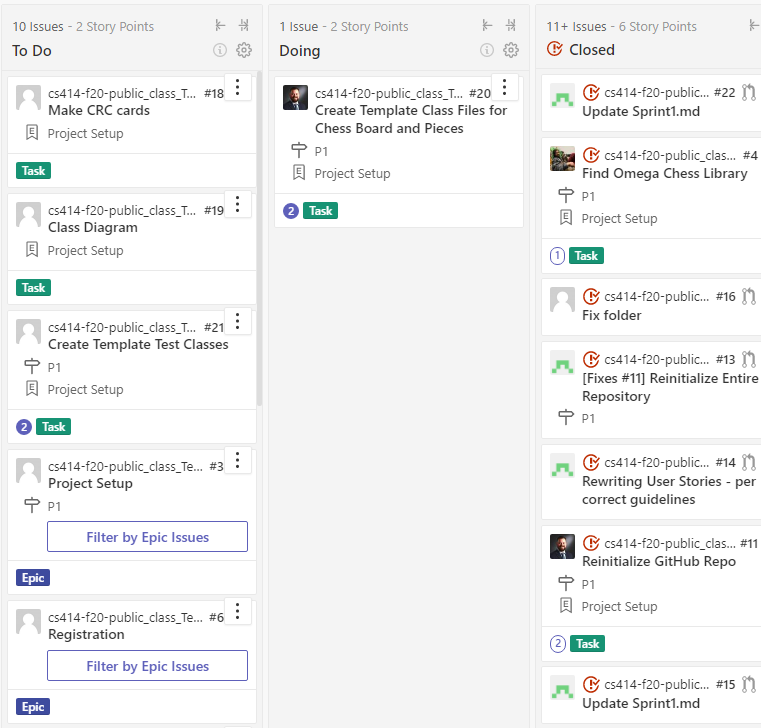 10 Issues - 2 Story Points
To Do
cs414-f20-public_class_T... #18
Make CRC cards
Project Setup
Task
cs414-f20-public_class_T... #19
Class Diagram
Project Setup
Task
cs414-f20-public_class_T... #21
Create Template Test Classes
P1
Project Setup
2 Task
cs414-f20-public_class_Te... #3
Project Setup
P1
Filter by Epic Issues
Epic
cs414-f20-public_class_Te... #6
Registration
Filter by Epic Issues
Epic
1 Issue - 2 Story Points
Doing
cs414-f20-public_class_T... #20
Create Template Class Files for
Chess Board and Pieces
P1
Project Setup
2 Task
11+ Issues - 6 Story Points
Closed
cs414-f20-public... #22
Update Sprint1.md
cs414-f20-public_clas... #4
Find Omega Chess Library
P1
Project Setup
1 Task
cs414-f20-public... #16
Fix folder
cs414-f20-public... #13
[Fixes #11] Reinitialize Entire
Repository
P1
cs414-f20-public... #14
Rewriting User Stories - per
correct guidelines
cs414-f20-public_clas... #11
Reinitialize GitHub Repo
P1
Project Setup
2 Task
cs414-f20-public... #15
Update Sprint1.md